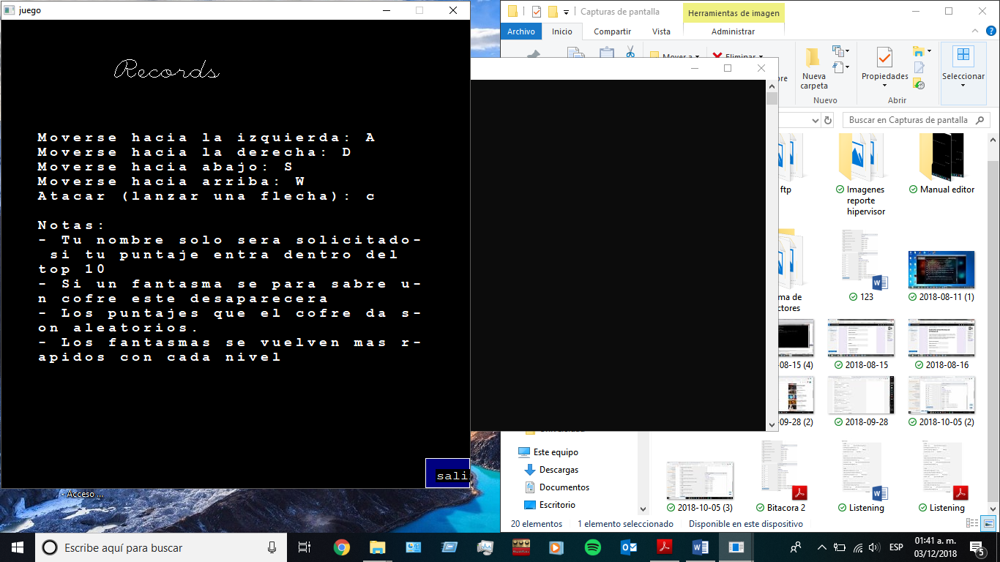 juego
Records
Moverse hacia la izquierda: A
Moverse hacia la derecha: D
Moverse hacia abajo: S
Moverse hacia arriba: W
Atacar (lanzar una flecha): c
Notas:
- Tu nombre solo sera solicitado-
si tu puntaje entra dentro del
top 10
- Si un fantasma se para sabre u-
n cofre este desaparecera
- Los puntajes que el cofre da s-
on aleatorios.
- Los fantasmas se vuelven mas r-
apidos con cada nivel
sali
Acceso ...
Capturas de pantalla
Herramientas de imagen
Archivo
Inicio
Compartir
Vista
Administrar
Mover a
Eliminar
bre
Nueva
carpeta
Propiedades
Seleccionar
Nuevo
Abrir
Buscar en Capturas de pantalla
ftp
Imagenes
reporte
hipervisor
Manual editor
ma de
ctores
123
2018-08-11 (1)
08-15 (4)
2018-08-15
2018-08-16
09-28 (2)
2018-09-28
2018-10-05 (2)
Este equipo
Descargas
Documentos
Escritorio
2018-10-05 (3)
Bitacora 2
Listening
Listening
20 elementos
1 elemento seleccionado
Disponible en este dispositivo
Escribe aquí para buscar
ESP
01:41 a. m.
03/12/2018
5